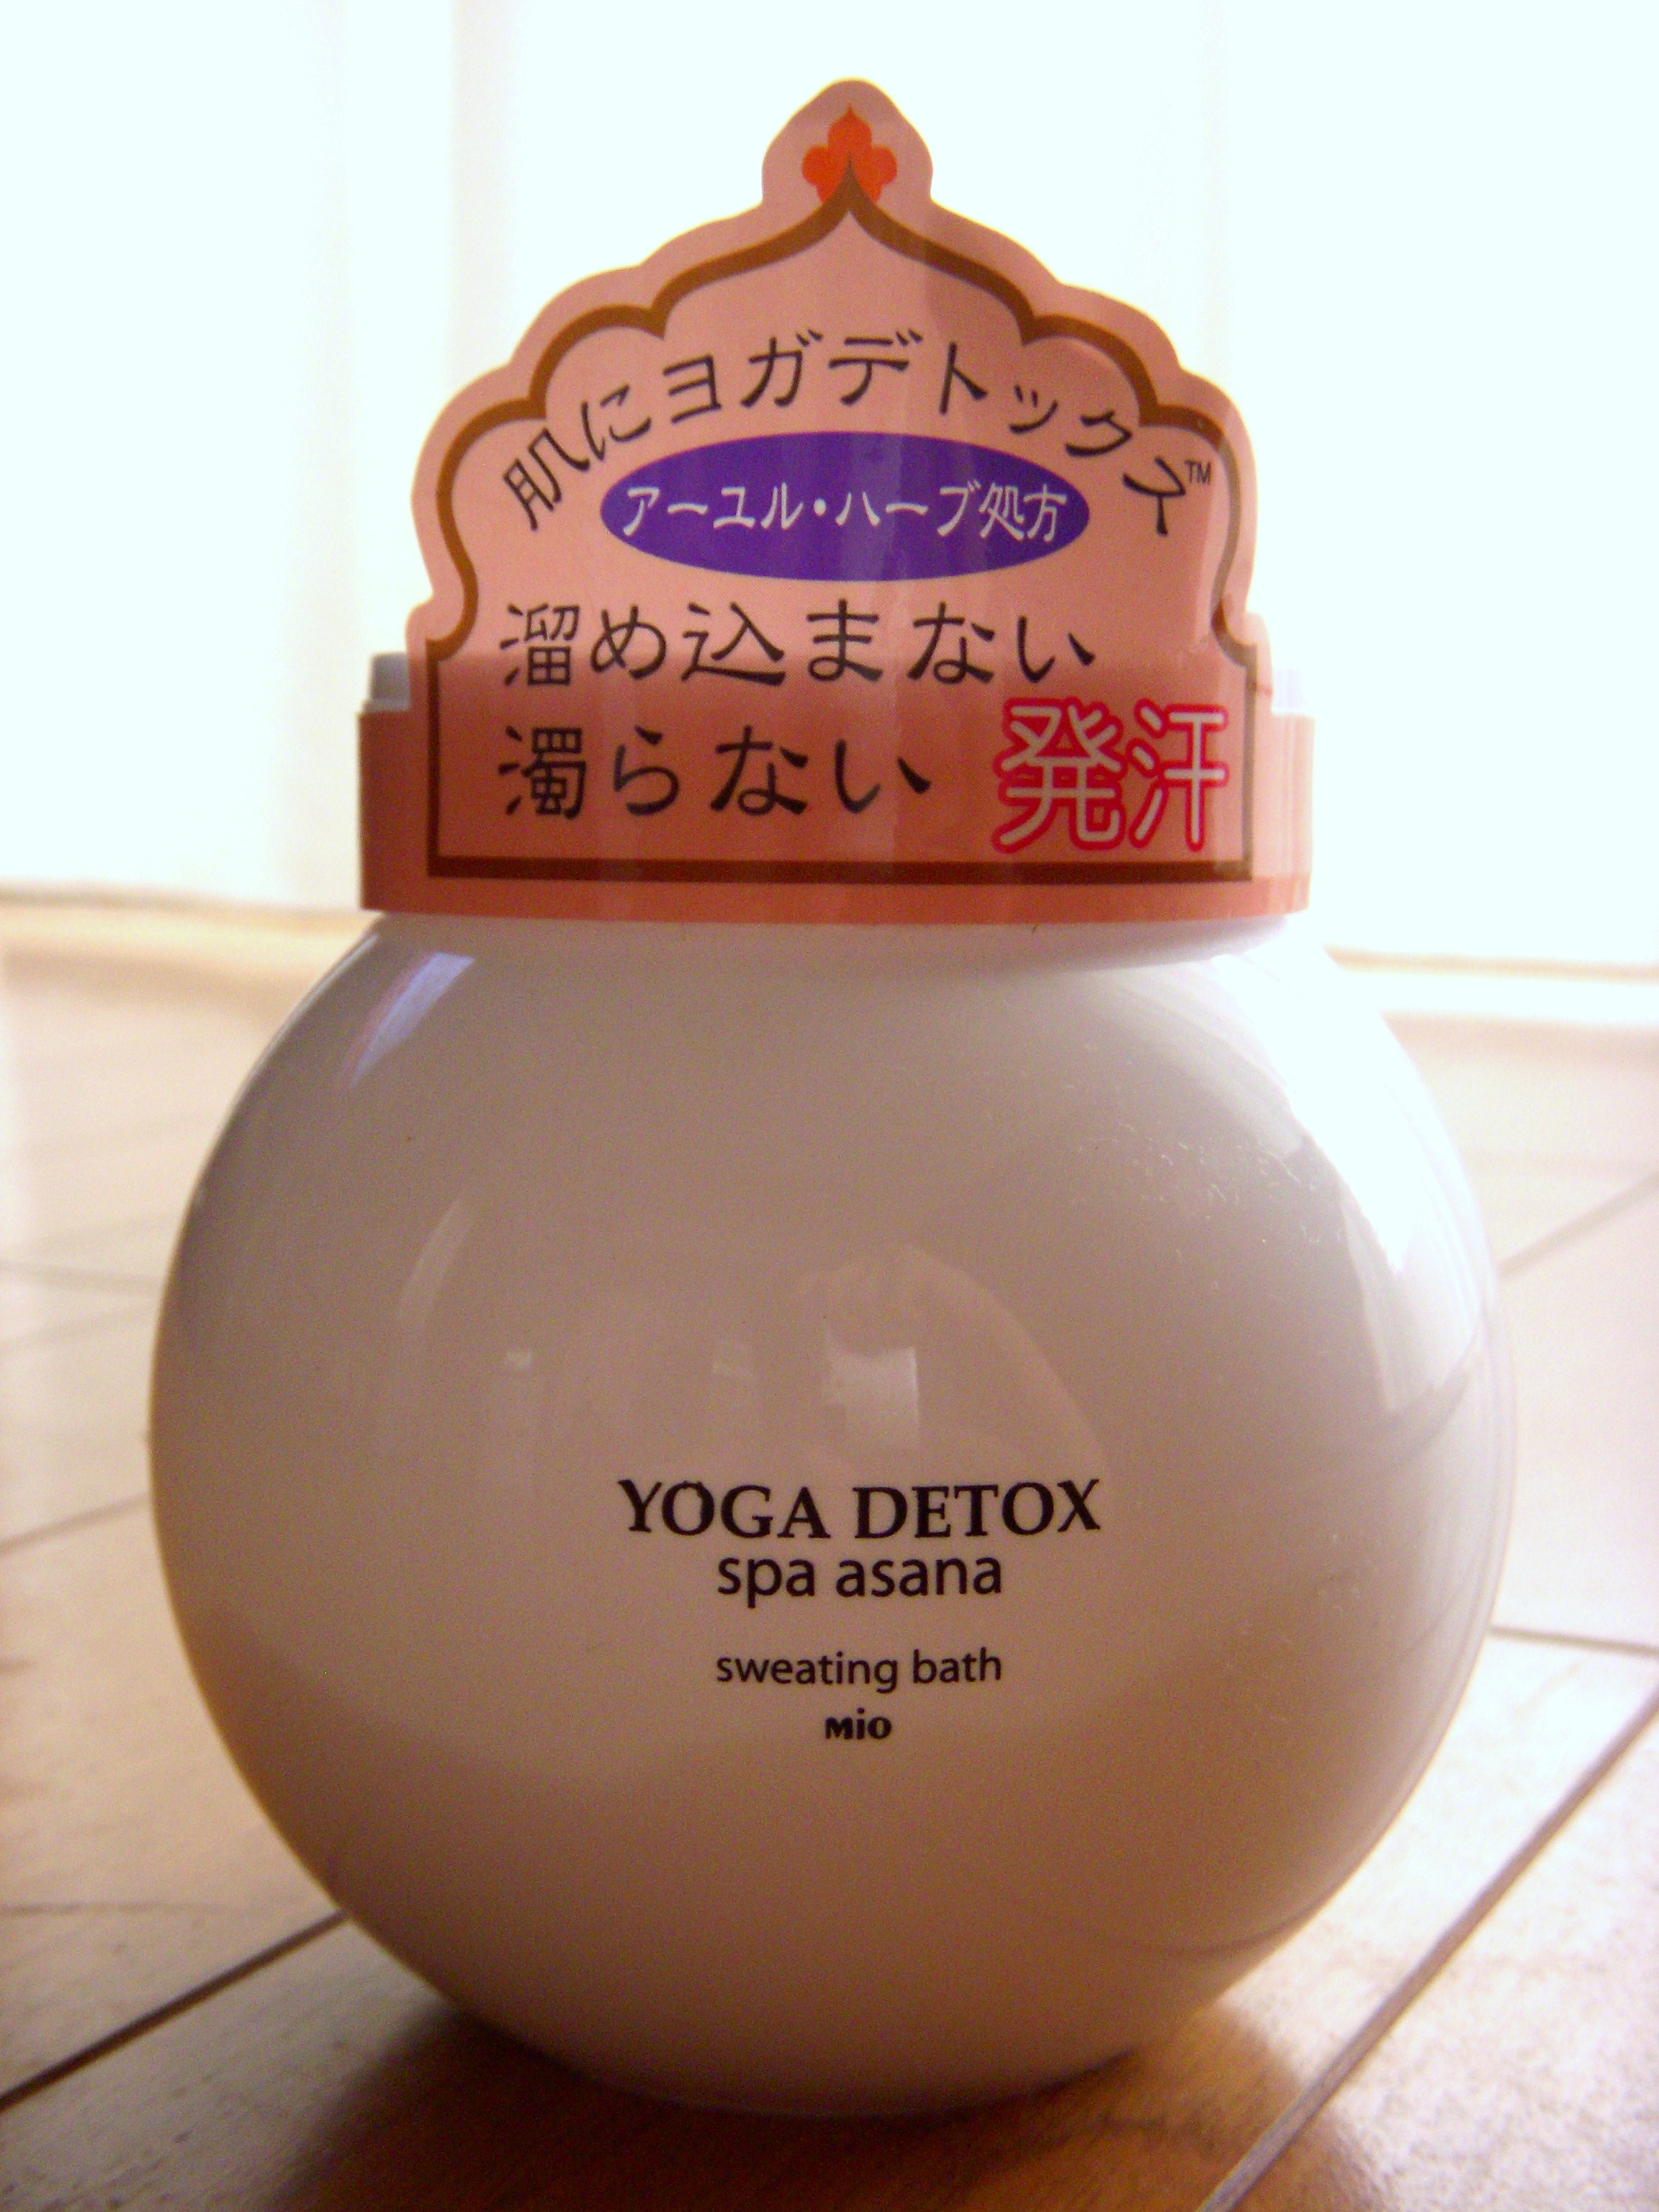 肌にヨガデトックス™
アーユル・ハーブ処方
溜め込まない
濁らない 発汗
YOGA DETOX
spa asana
sweating bath
Mio